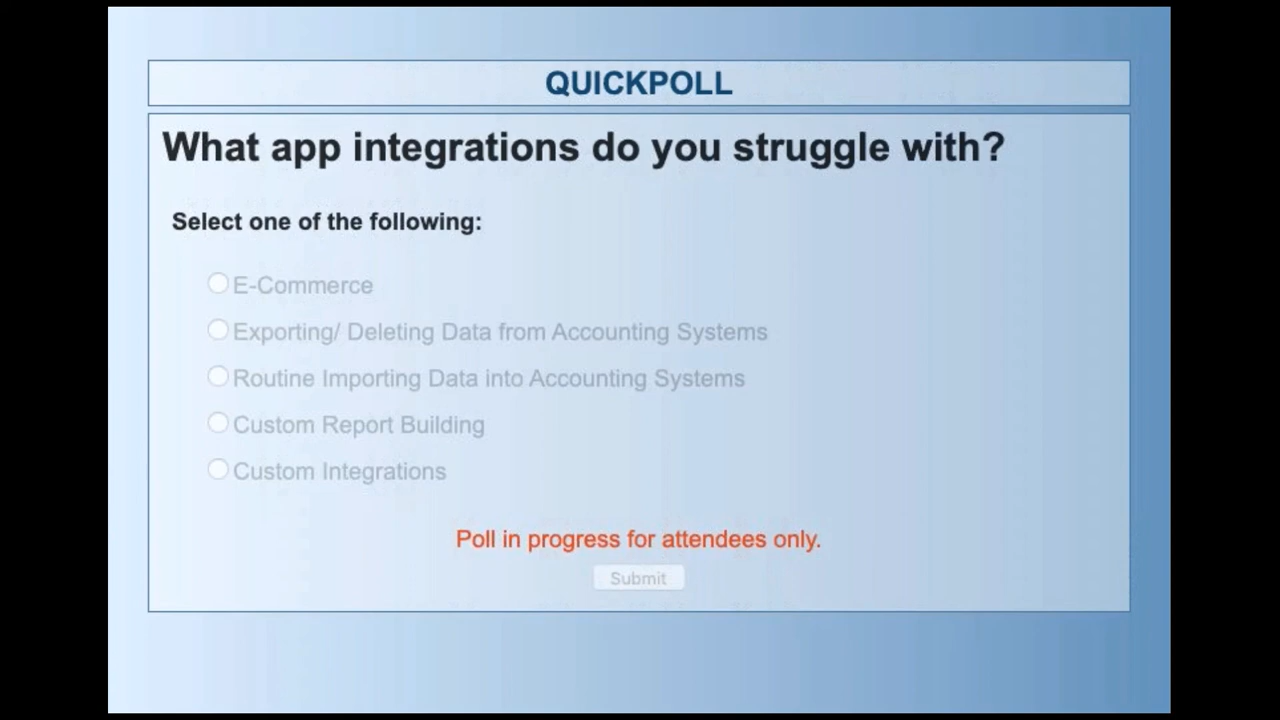 QUICKPOLL
What app integrations do you struggle with?
Select one of the following:
E-Commerce
Exporting/ Deleting Data from Accounting Systems
Routine Importing Data into Accounting Systems
Custom Report Building
Custom Integrations
Poll in progress for attendees only.
Submit